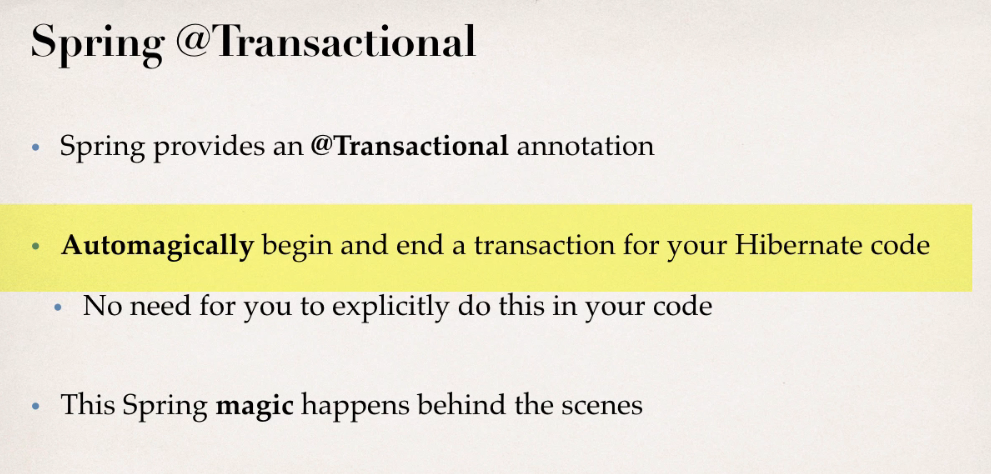 Spring @Transactional
• Spring provides an @Transactional annotation
• Automagically begin and end a transaction for your Hibernate code
• No need for you to explicitly do this in your code
• This Spring magic happens behind the scenes